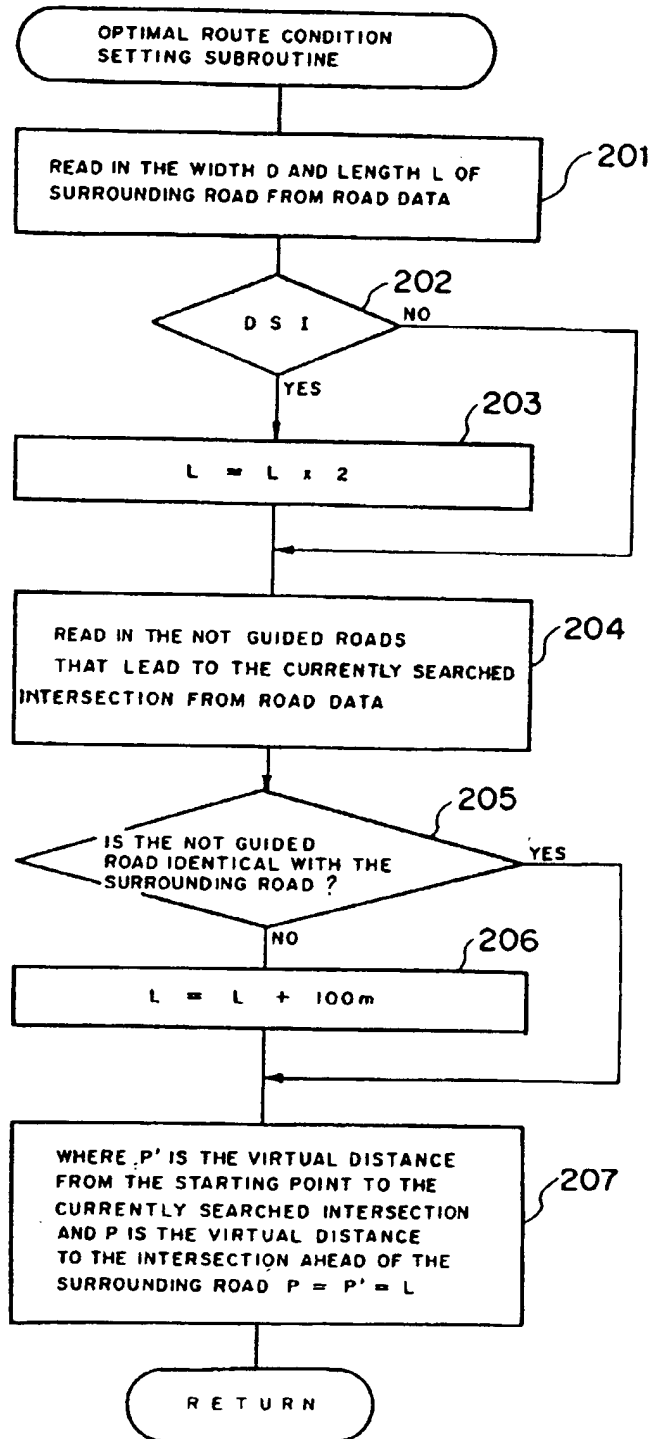 OPTIMAL ROUTE CONDITION
SETTING SUBROUTINE
READ IN THE WIDTH D AND LENGTH L OF
SURROUNDING ROAD FROM ROAD DATA
201
202
D S I
NO
YES
203
L = L x 2
READ IN THE NOT GUIDED ROADS
THAT LEAD TO THE CURRENTLY SEARCHED
INTERSECTION FROM ROAD DATA
204
205
IS THE NOT GUIDED
ROAD IDENTICAL WITH THE
SURROUNDING ROAD ?
YES
NO
206
L = L + 100m
WHERE P' IS THE VIRTUAL DISTANCE
FROM THE STARTING POINT TO THE
CURRENTLY SEARCHED INTERSECTION
AND P IS THE VIRTUAL DISTANCE
TO THE INTERSECTION AHEAD OF THE
SURROUNDING ROAD P = P' = L
207
RETURN